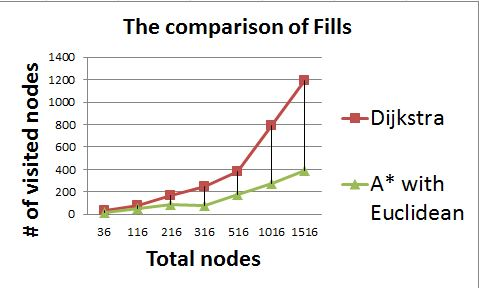 The comparison of Fills
# of visited nodes
1400
1200
1000
800
600
400
200
0
36 116 216 316 516 1016 1516
Total nodes
Dijkstra
A* with
Euclidean